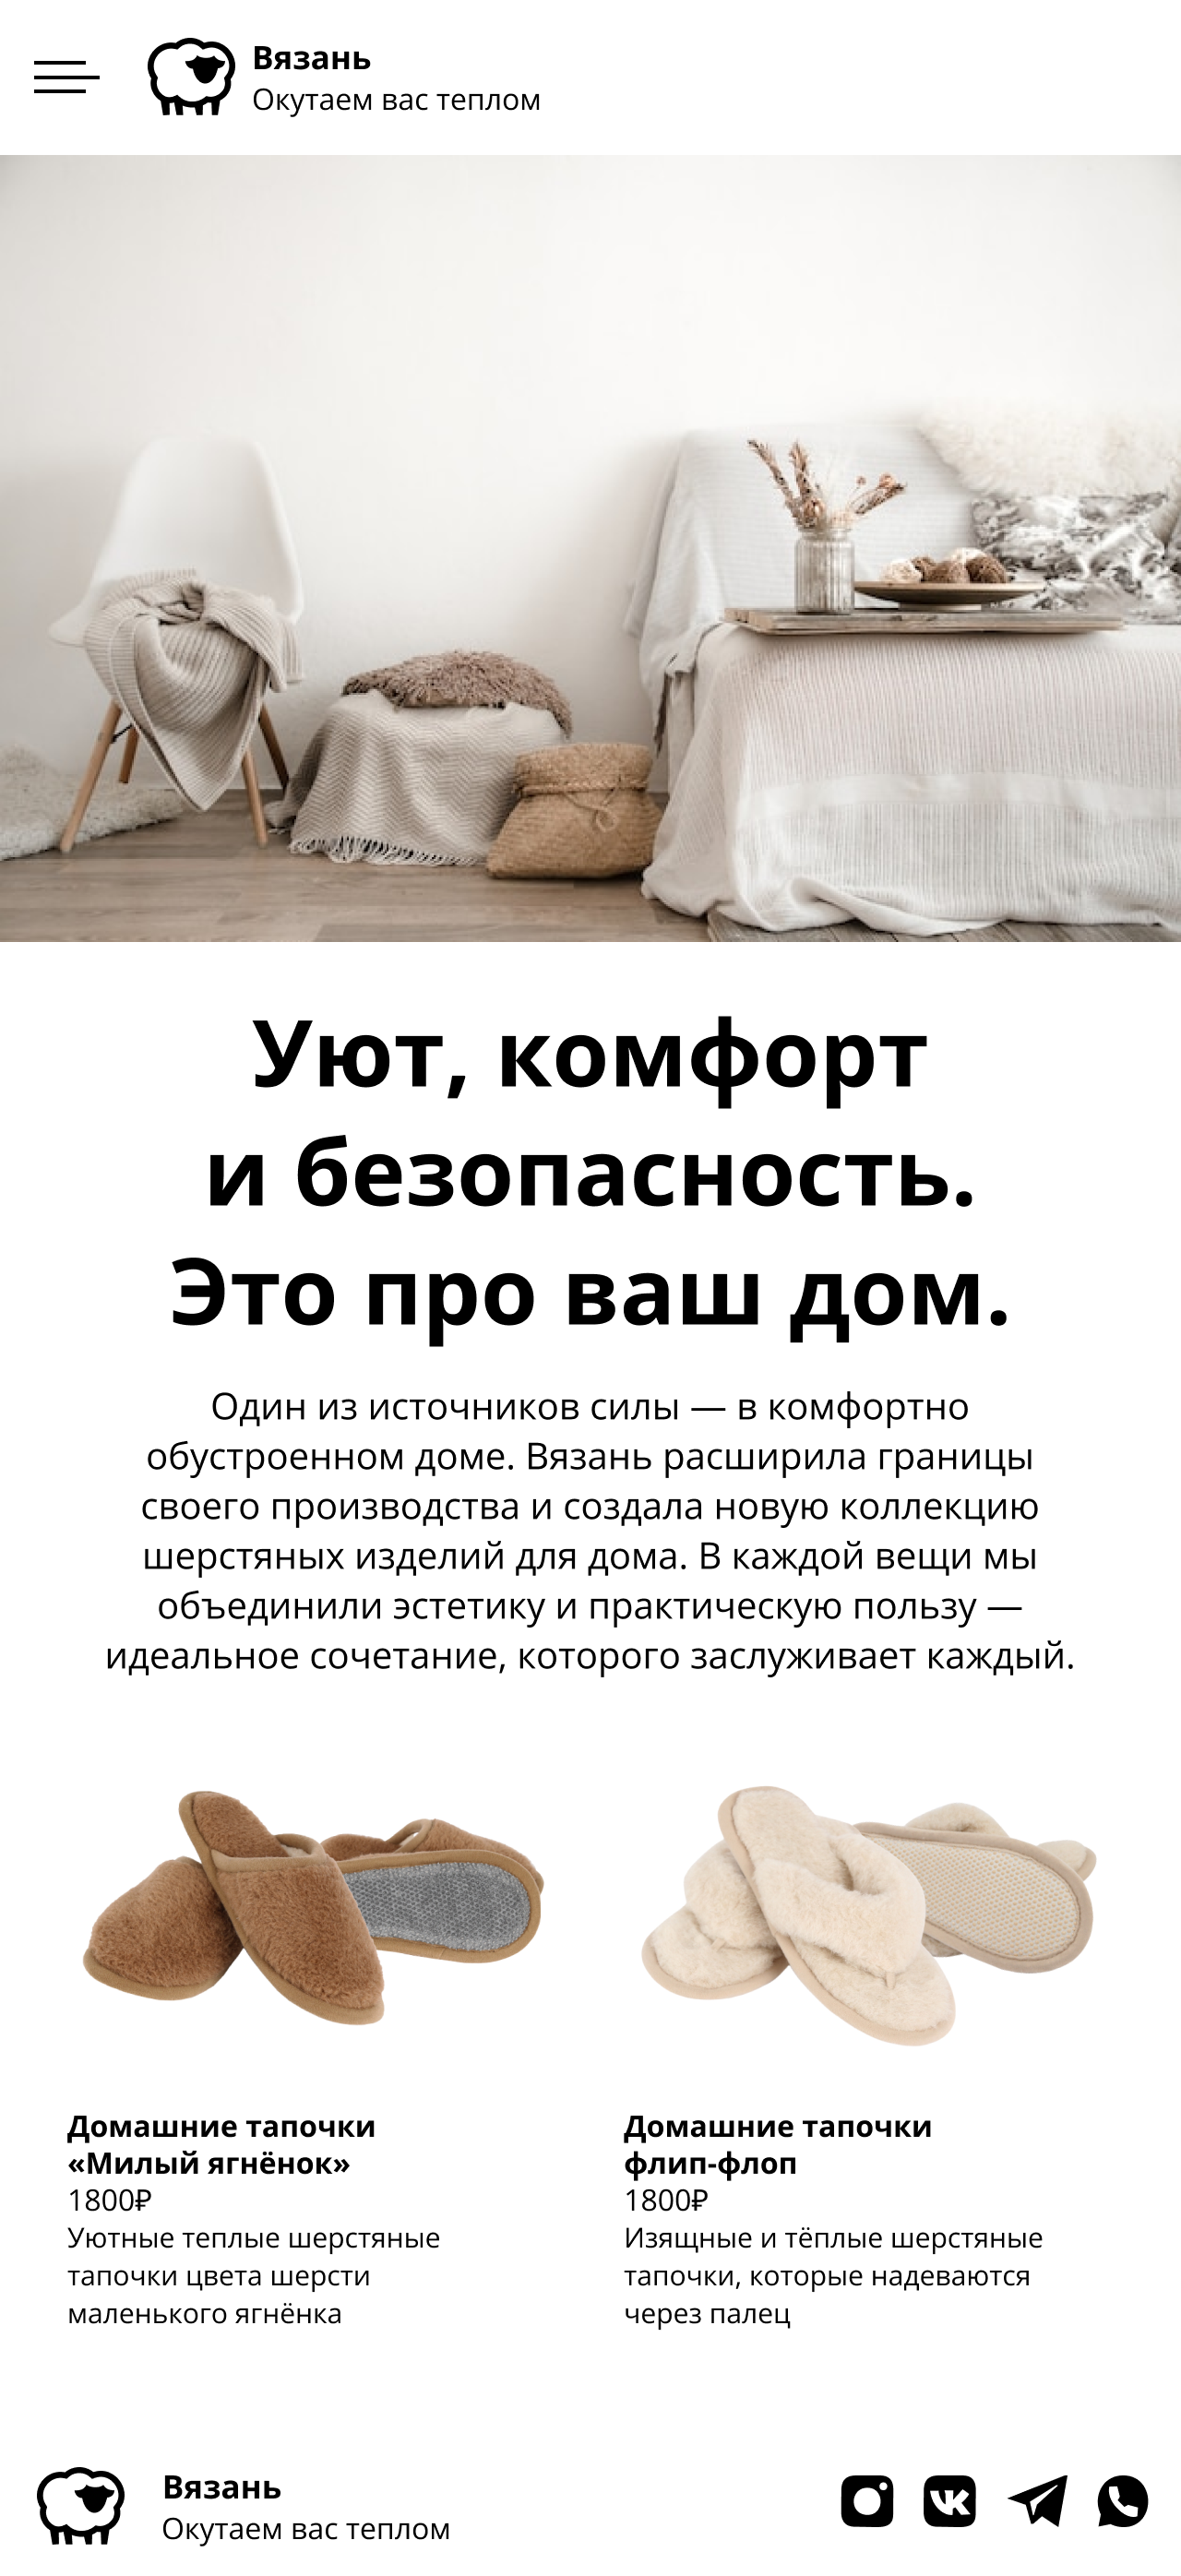 Вязань
Окутаем вас теплом
Уют, комфорт
и безопасность.
Это про ваш дом.
Один из источников силы — в комфортно
обустроенном доме. Вязань расширила границы
своего производства и создала новую коллекцию
шерстяных изделий для дома. В каждой вещи мы
объединили эстетику и практическую пользу —
идеальное сочетание, которого заслуживает каждый.
Домашние тапочки
«Милый ягнёнок»
1800₽
Уютные теплые шерстяные
тапочки цвета шерсти
маленького ягнёнка
Домашние тапочки
флип-флоп
1800₽
Изящные и тёплые шерстяные
тапочки, которые надеваются
через палец
Вязань
Окутаем вас теплом